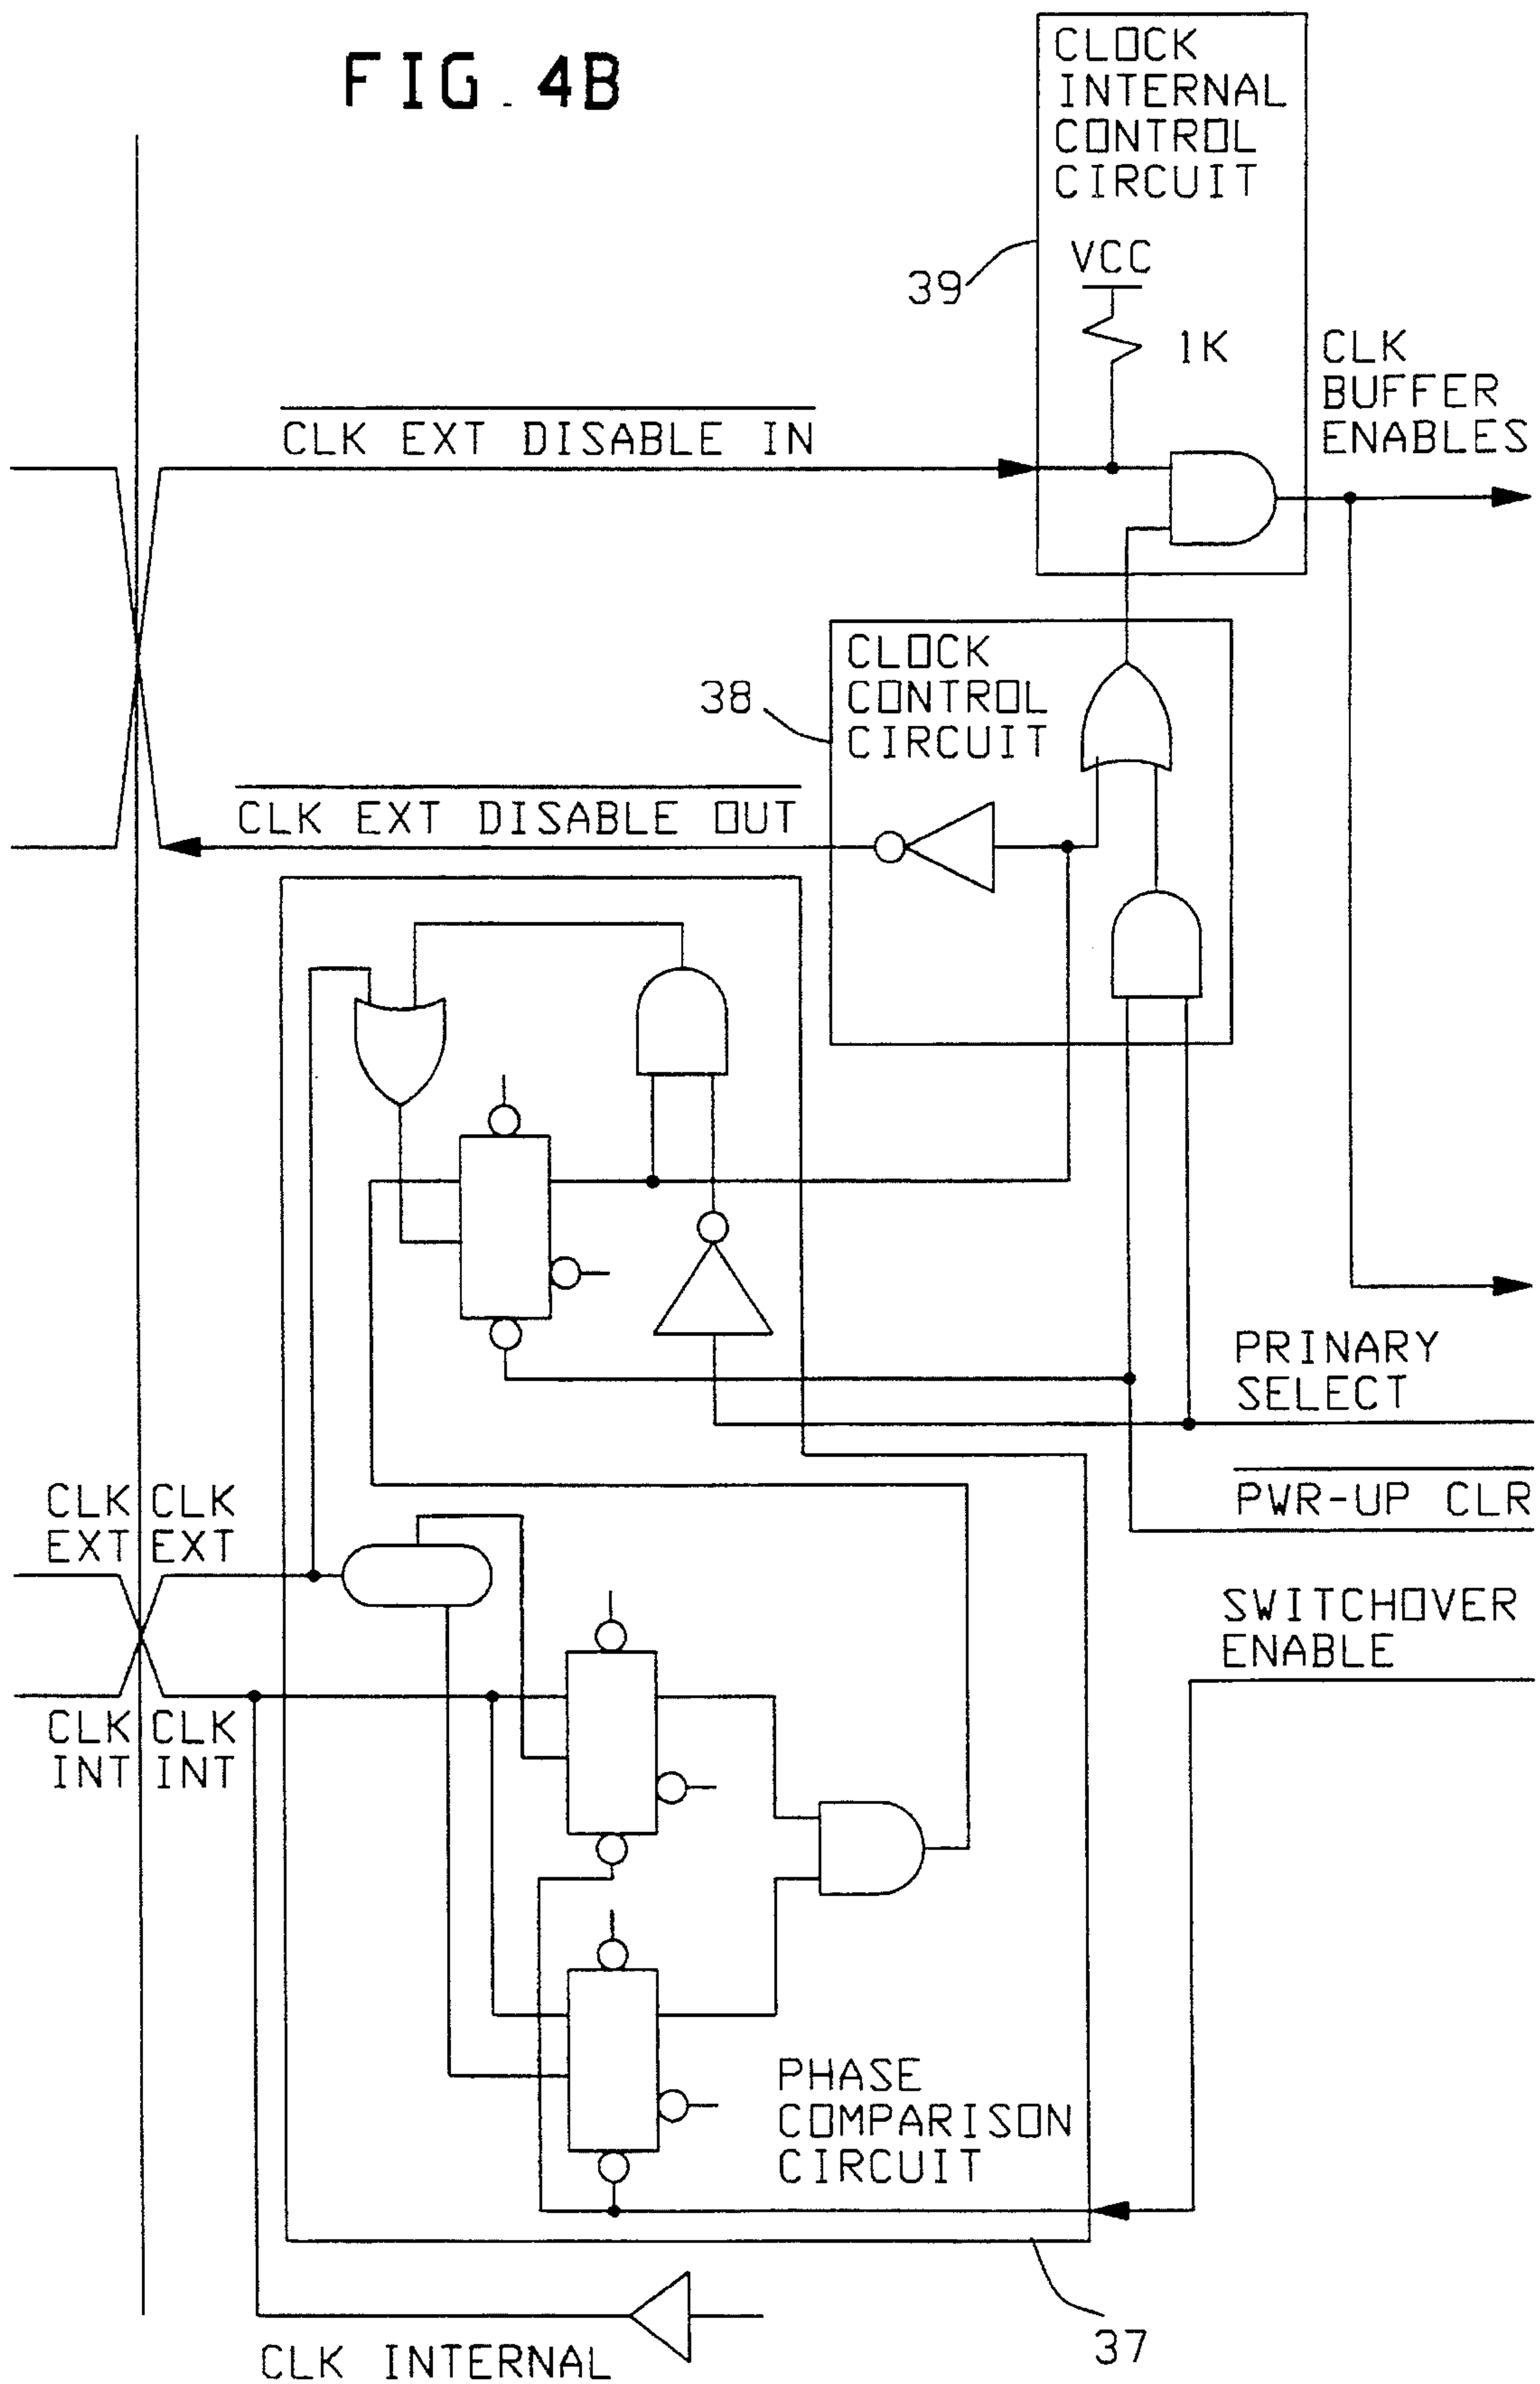 FIG. 4B
CLOCK
INTERNAL
CONTROL
CIRCUIT
39
VCC
1K
CLK
BUFFER
ENABLES
CLK EXT DISABLE IN
38
CLOCK
CONTROL
CIRCUIT
CLK EXT DISABLE OUT
PRINARY
SELECT
PWR-UP CLR
CLK CLK
EXT EXT
SWITCHOVER
ENABLE
CLK CLK
INT INT
PHASE
COMPARISON
CIRCUIT
37
CLK INTERNAL